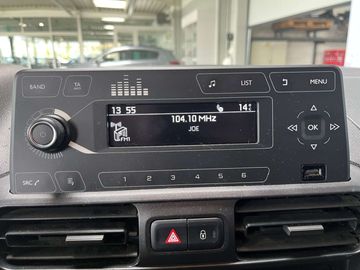 BAND
TA
INFO
LIST
MENU
13 55
14°
104.10 MHz
JOE
FM1
OK
SRC
1 2 3 4 5 6